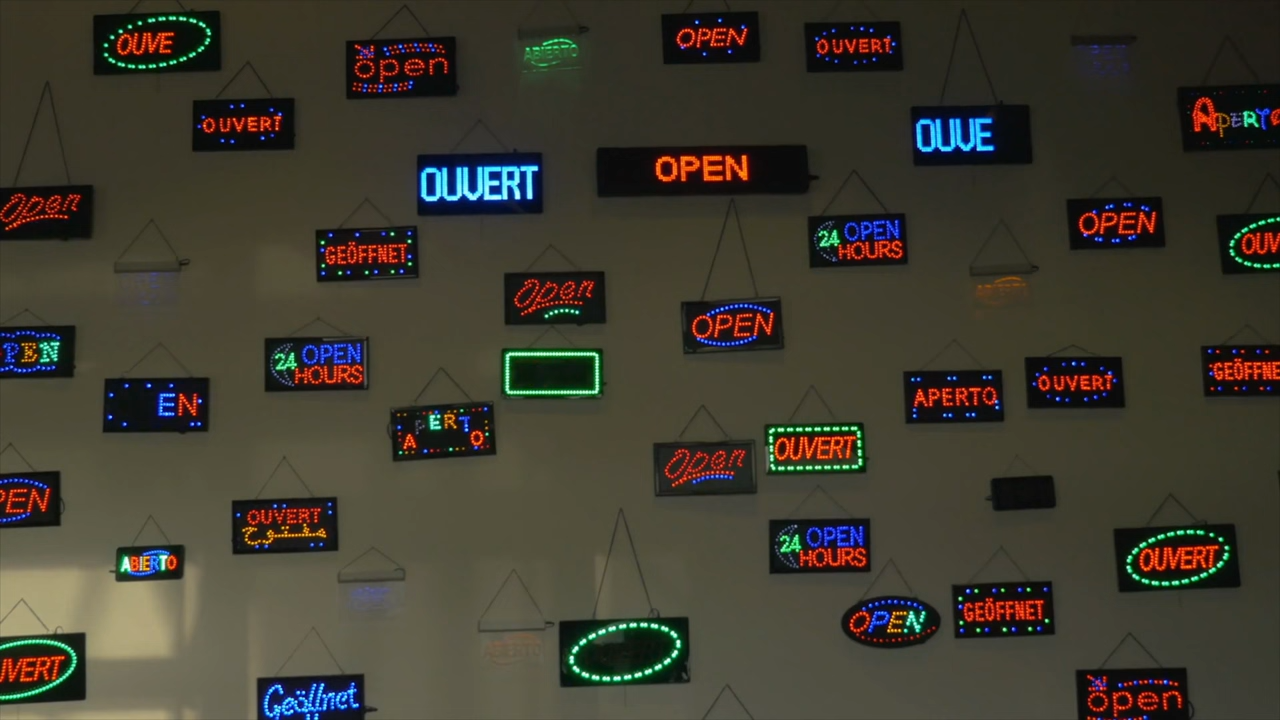 OUVE
open
ABIERTO
OPEN
OUVERT
APERTO
OUVERT
OUVERT
OPEN
OUVE
Open
GEÖFFNET
24 OPEN
HOURS
OPEN
OUV
Open
OPEN
PEN
24 OPEN
HOURS
EN
APERTO
APERTO
OUVERT
GEÖFFNE
Open
OUVERT
PEN
OUVERT
مفتوح
24 OPEN
HOURS
OUVERT
ABIERTO
OPEN
GEÖFFNET
UVERT
Geöffnet
open